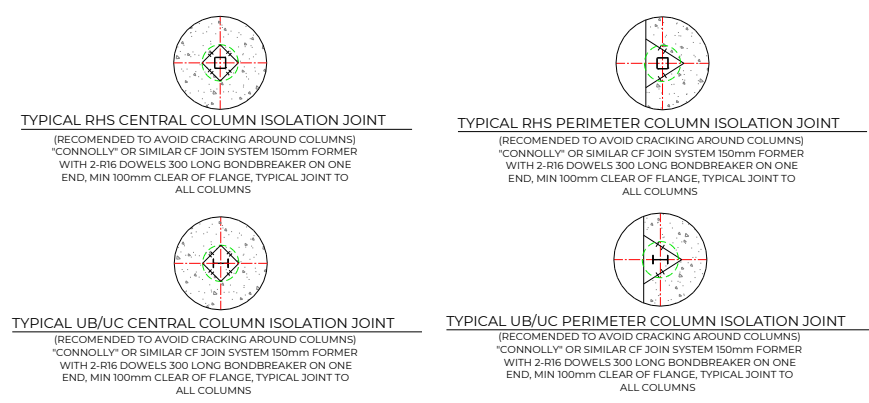 TYPICAL RHS CENTRAL COLUMN ISOLATION JOINT
(RECOMENDED TO AVOID CRACKING AROUND COLUMNS)
"CONNOLLY" OR SIMILAR CF JOIN SYSTEM 150mm FORMER
WITH 2-R16 DOWELS 300 LONG BONDBREAKER ON ONE
END, MIN 100mm CLEAR OF FLANGE, TYPICAL JOINT TO
ALL COLUMNS
TYPICAL RHS PERIMETER COLUMN ISOLATION JOINT
(RECOMENDED TO AVOID CRACIKING AROUND COLUMNS)
"CONNOLLY" OR SIMILAR CF JOIN SYSTEM 150mm FORMER
WITH 2-R16 DOWELS 300 LONG BONDBREAKER ON ONE
END, MIN 100mm CLEAR OF FLANGE, TYPICAL JOINT TO
ALL COLUMNS
TYPICAL UB/UC CENTRAL COLUMN ISOLATION JOINT
(RECOMENDED TO AVOID CRACKING AROUND COLUMNS)
"CONNOLLY" OR SIMILAR CF JOIN SYSTEM 150mm FORMER
WITH 2-R16 DOWELS 300 LONG BONDBREAKER ON ONE
END, MIN 100mm CLEAR OF FLANGE, TYPICAL JOINT TO
ALL COLUMNS
TYPICAL UB/UC PERIMETER COLUMN ISOLATION JOINT
(RECOMENDED TO AVOID CRACKING AROUND COLUMNS)
"CONNOLLY" OR SIMILAR CF JOIN SYSTEM 150mm FORMER
WITH 2-R16 DOWELS 300 LONG BONDBREAKER ON ONE
END, MIN 100mm CLEAR OF FLANGE, TYPICAL JOINT TO
ALL COLUMNS